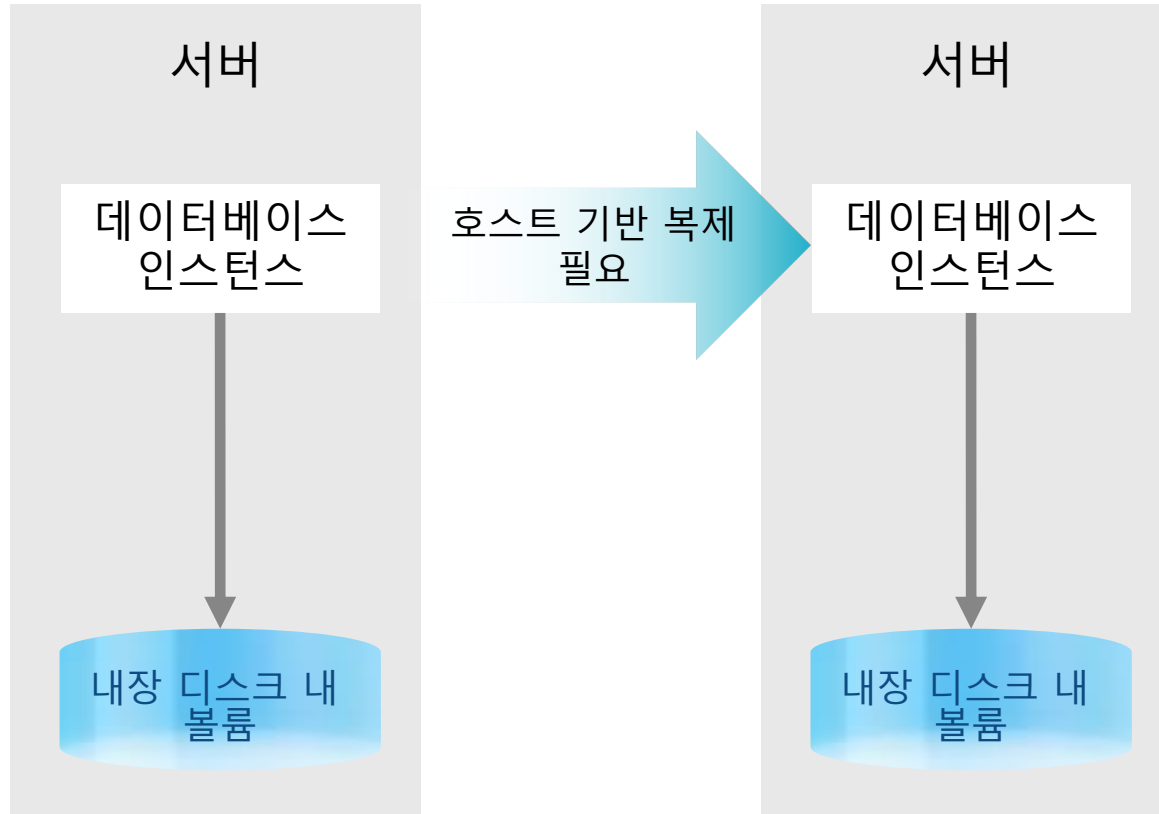 서버
데이터베이스
인스턴스
내장 디스크 내
볼륨
호스트 기반 복제
필요
서버
데이터베이스
인스턴스
내장 디스크 내
볼륨